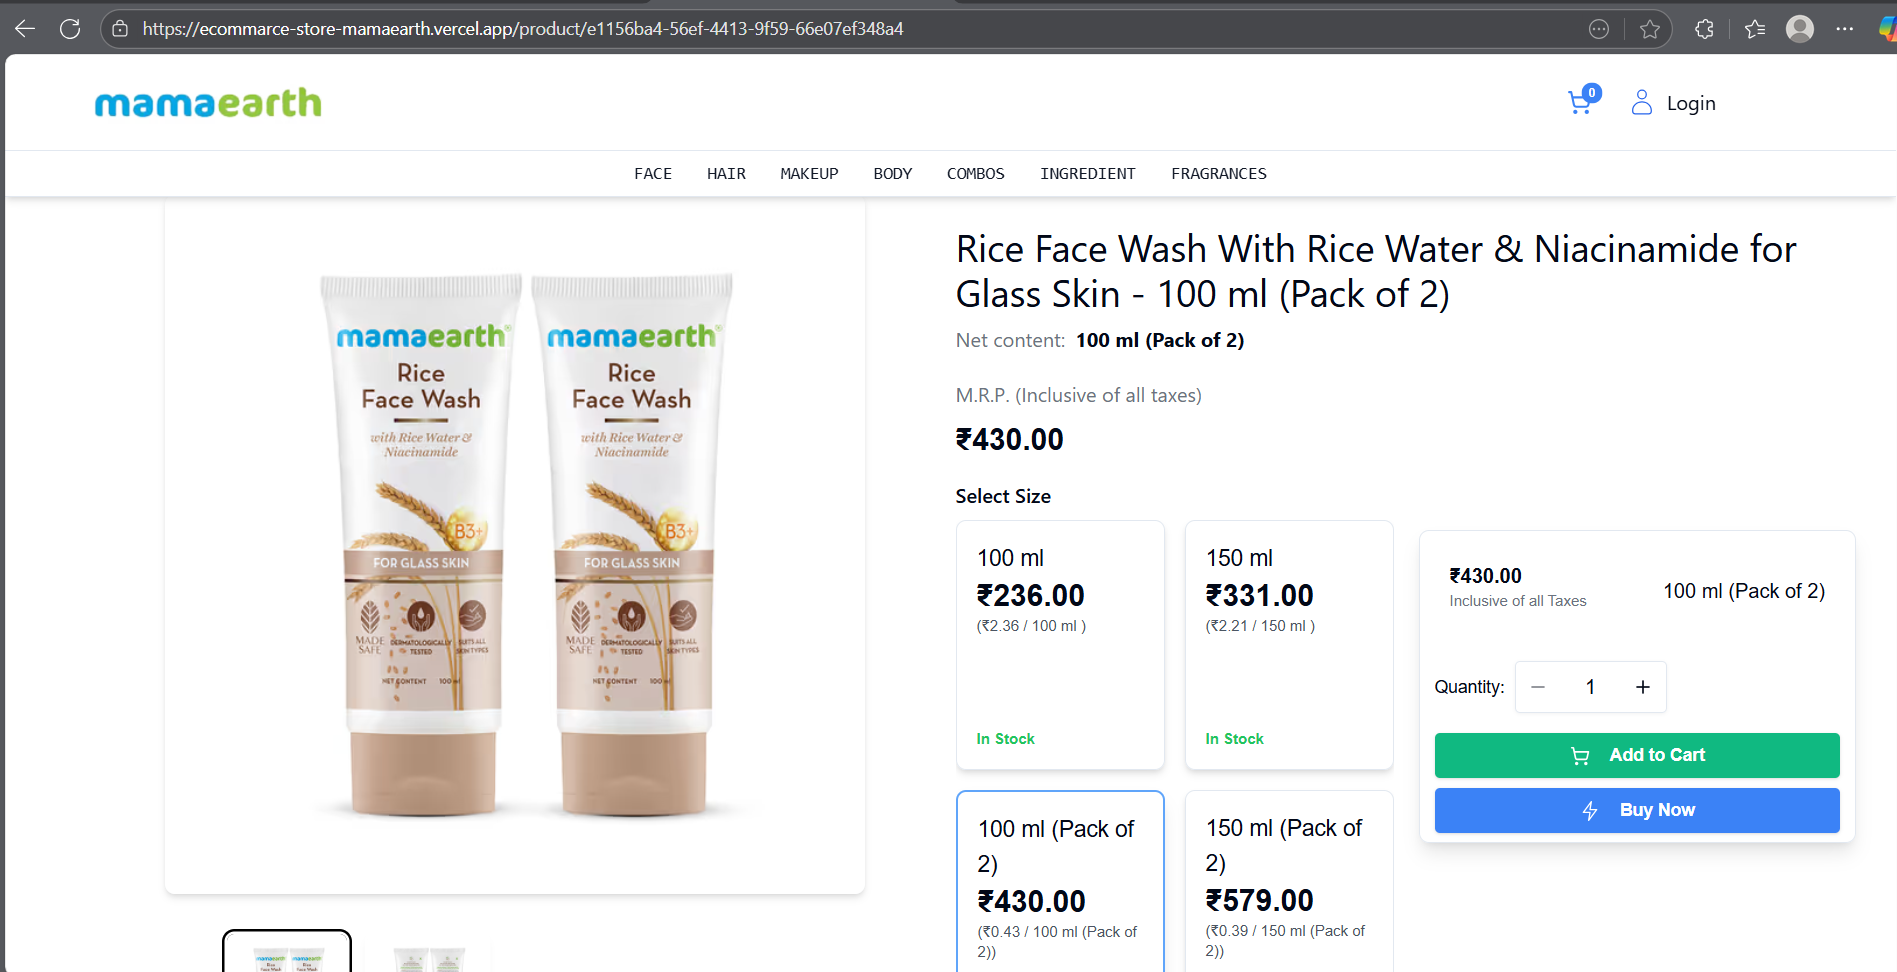 https://ecommarce-store-mamaearth.vercel.app/product/e1156ba4-56ef-4413-9f59-66e07ef348a4
mamaearth
0
Login
FACE
HAIR
MAKEUP
BODY
COMBOS
INGREDIENT
FRAGRANCES
mamaearth®
Rice
Face Wash
with Rice Water &
Niacinamide
B3+
FOR GLASS SKIN
MADE
SAFE
DERMATOLOGICALLY
TESTED
SUITS ALL
SKIN TYPES
NET CONTENT 100 ml
mamaearth®
Rice
Face Wash
with Rice Water &
Niacinamide
B3+
FOR GLASS SKIN
MADE
SAFE
DERMATOLOGICALLY
TESTED
SUITS ALL
SKIN TYPES
NET CONTENT 100 ml
Rice Face Wash With Rice Water & Niacinamide for
Glass Skin - 100 ml (Pack of 2)
Net content: 100 ml (Pack of 2)
M.R.P. (Inclusive of all taxes)
₹430.00
Select Size
100 ml
₹236.00
(₹2.36 / 100 ml )
In Stock
150 ml
₹331.00
(₹2.21 / 150 ml )
In Stock
100 ml (Pack of
2)
₹430.00
(₹0.43 / 100 ml (Pack of
2))
150 ml (Pack of
2)
₹579.00
(₹0.39 / 150 ml (Pack of
2))
₹430.00
Inclusive of all Taxes
100 ml (Pack of 2)
Quantity:
1
Add to Cart
Buy Now
mamaearth
Rice
Face Wash
mamaearth
Rice
Face Wash